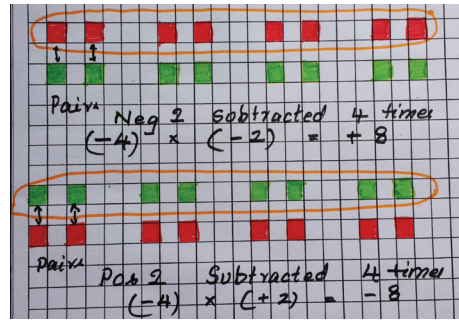 Pairs
Neg 2 Subtracted 4 times
(-4) × (-2) = + 8
Pairs
Pos 2 Subtracted 4 times
(-4) × (+2) = - 8